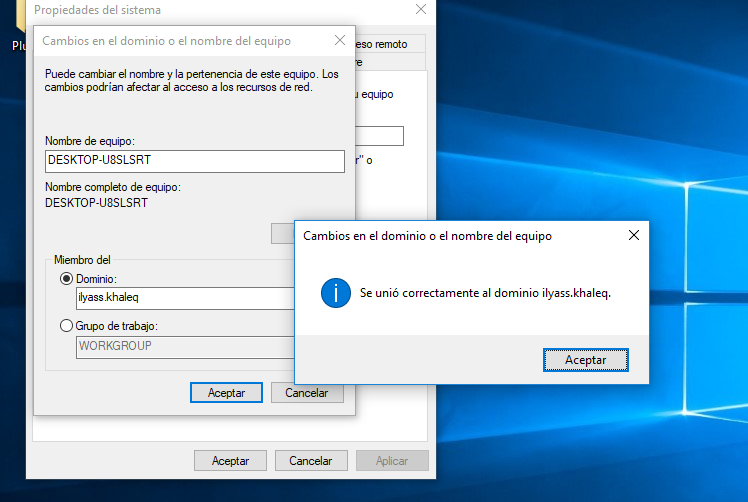 Propiedades del sistema
Cambios en el dominio o el nombre del equipo
Puede cambiar el nombre y la pertenencia de este equipo. Los
cambios podrían afectar al acceso a los recursos de red.
Nombre de equipo:
DESKTOP-U8SLSRT
Nombre completo de equipo:
DESKTOP-U8SLSRT
Miembro del
Dominio:
ilyass.khaleq
Grupo de trabajo:
WORKGROUP
Aceptar
Cancelar
remoto
equipo
" o
Cambios en el dominio o el nombre del equipo
Se unió correctamente al dominio ilyass.khaleq.
Aceptar
Aceptar
Cancelar
Aplicar